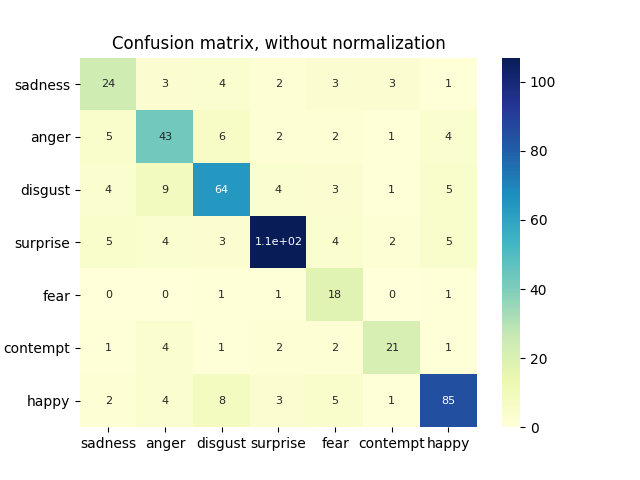 Confusion matrix, without normalization
sadness 24 3 4 2 3 3 1
anger 5 43 6 2 2 1 4
disgust 4 9 64 4 3 1 5
surprise 5 4 3 1.1e+02 4 2 5
fear 0 0 1 1 18 0 1
contempt 1 4 1 2 2 21 1
happy 2 4 8 3 5 1 85
sadness anger disgust surprise fear contempt happy
100
80
60
40
20
0